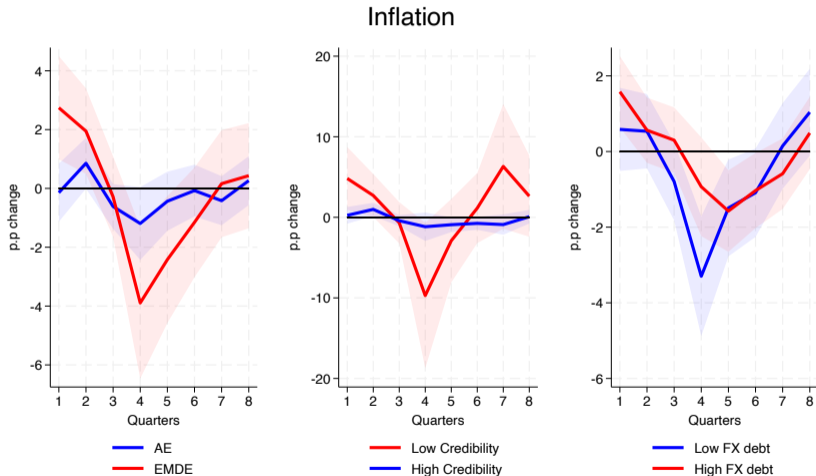 Inflation
p.p change
4
2
0
-2
-4
-6
1 2 3 4 5 6 7 8
Quarters
AE
EMDE
p.p change
20
10
0
-10
-20
1 2 3 4 5 6 7 8
Quarters
Low Credibility
High Credibility
p.p change
2
0
-2
-4
-6
1 2 3 4 5 6 7 8
Quarters
Low FX debt
High FX debt